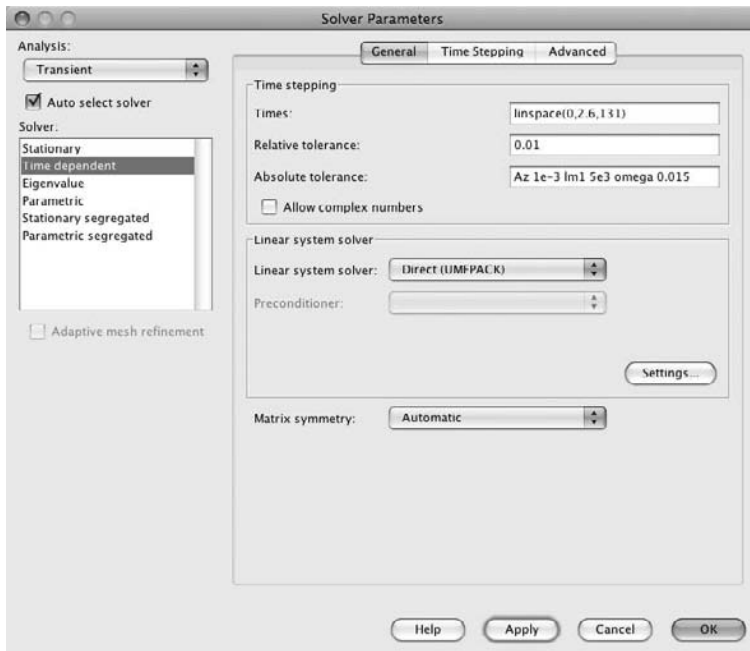 Solver Parameters
Analysis:
Transient
Auto select solver
Solver:
Stationary
Time dependent
Eigenvalue
Parametric
Stationary segregated
Parametric segregated
Adaptive mesh refinement
General Time Stepping Advanced
Time stepping
Times: linspace(0,2.6,131)
Relative tolerance: 0.01
Absolute tolerance: Az 1e-3 lm1 5e3 omega 0.015
Allow complex numbers
Linear system solver
Linear system solver: Direct (UMFPACK)
Preconditioner:
Settings...
Matrix symmetry: Automatic
Help Apply Cancel OK